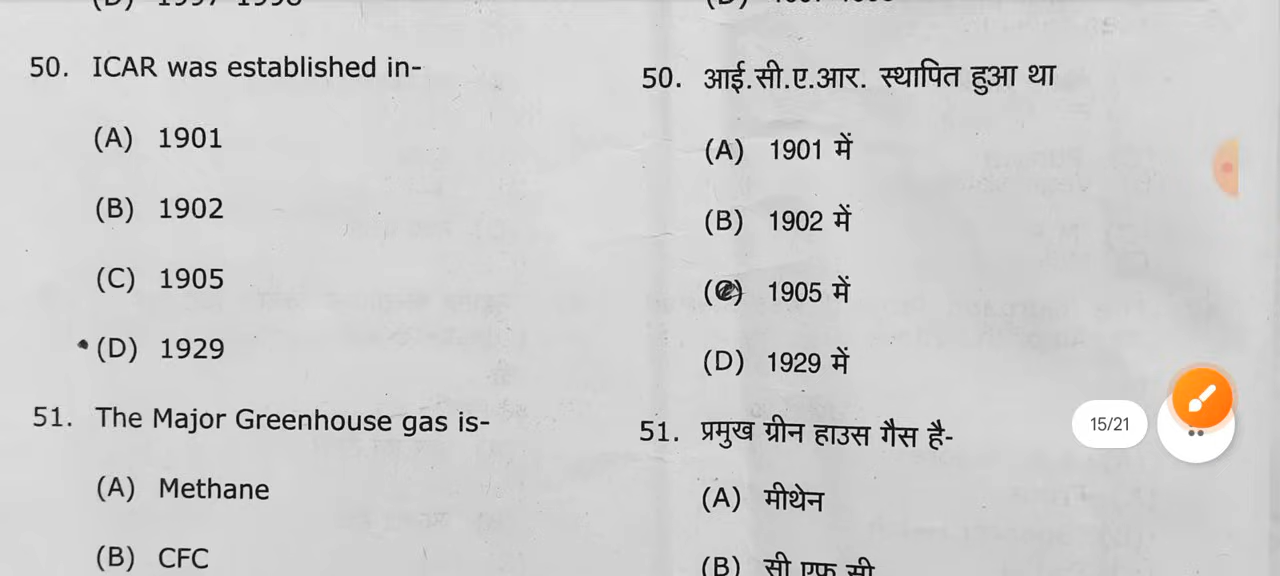 50. ICAR was established in-
(A) 1901
(B) 1902
(C) 1905
(D) 1929
51. The Major Greenhouse gas is-
(A) Methane
(B) CFC
50. आई.सी.ए.आर. स्थापित हुआ था
(A) 1901 में
(B) 1902 में
(C) 1905 में
(D) 1929 में
51. प्रमुख ग्रीन हाउस गैस है-
(A) मीथेन
(B) सी एफ सी
15/21